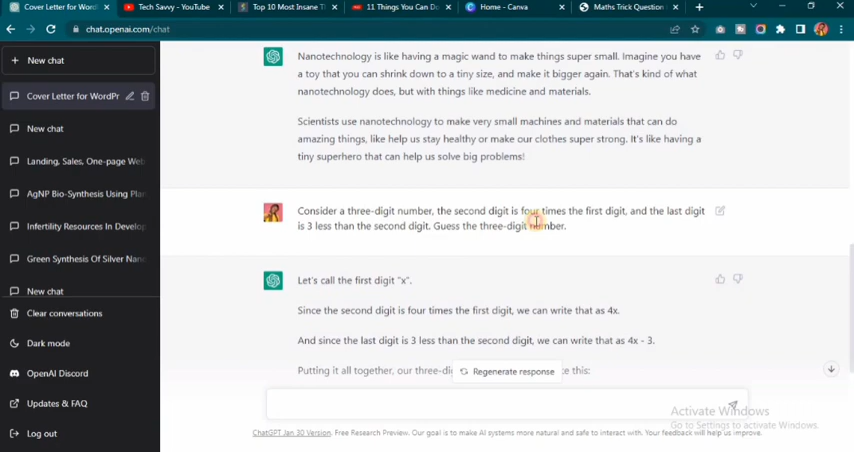 Cover Letter for WordPr
Tech Savvy - YouTube
Top 10 Most Insane T
11 Things You Can Do
Home - Canva
Maths Trick Question
chat.openai.com/chat
New chat
Cover Letter for WordPr
New chat
Landing, Sales, One-page Web
AgNP Bio-Synthesis Using Plan
Infertility Resources In Develop
Green Synthesis Of Silver Nano
New chat
Clear conversations
Dark mode
OpenAI Discord
Updates & FAQ
Log out
Nanotechnology is like having a magic wand to make things super small. Imagine you have
a toy that you can shrink down to a tiny size, and make it bigger again. That's kind of what
nanotechnology does, but with things like medicine and materials.
Scientists use nanotechnology to make very small machines and materials that can do
amazing things, like help us stay healthy or make our clothes super strong. It's like having a
tiny superhero that can help us solve big problems!
Consider a three-digit number, the second digit is four times the first digit, and the last digit
is 3 less than the second digit. Guess the three-digit number.
Let's call the first digit "x".
Since the second digit is four times the first digit, we can write that as 4x.
And since the last digit is 3 less than the second digit, we can write that as 4x - 3.
Putting it all together, our three-di
ke this:
Regenerate response
Activate Windows
Go to Settings to activate Windows.
ChatGPT Jan 30 Version. Free Research Preview. Our goal is to make AI systems more natural and safe to interact with. Your feedback will help us improve.